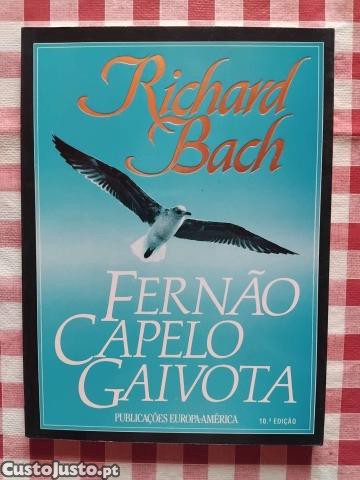 Richard
Bach
FERNÃO
CAPELO
GAIVOTA
PUBLICAÇÕES EUROPA-AMÉRICA 10.ª EDIÇÃO
CustoJusto.pt